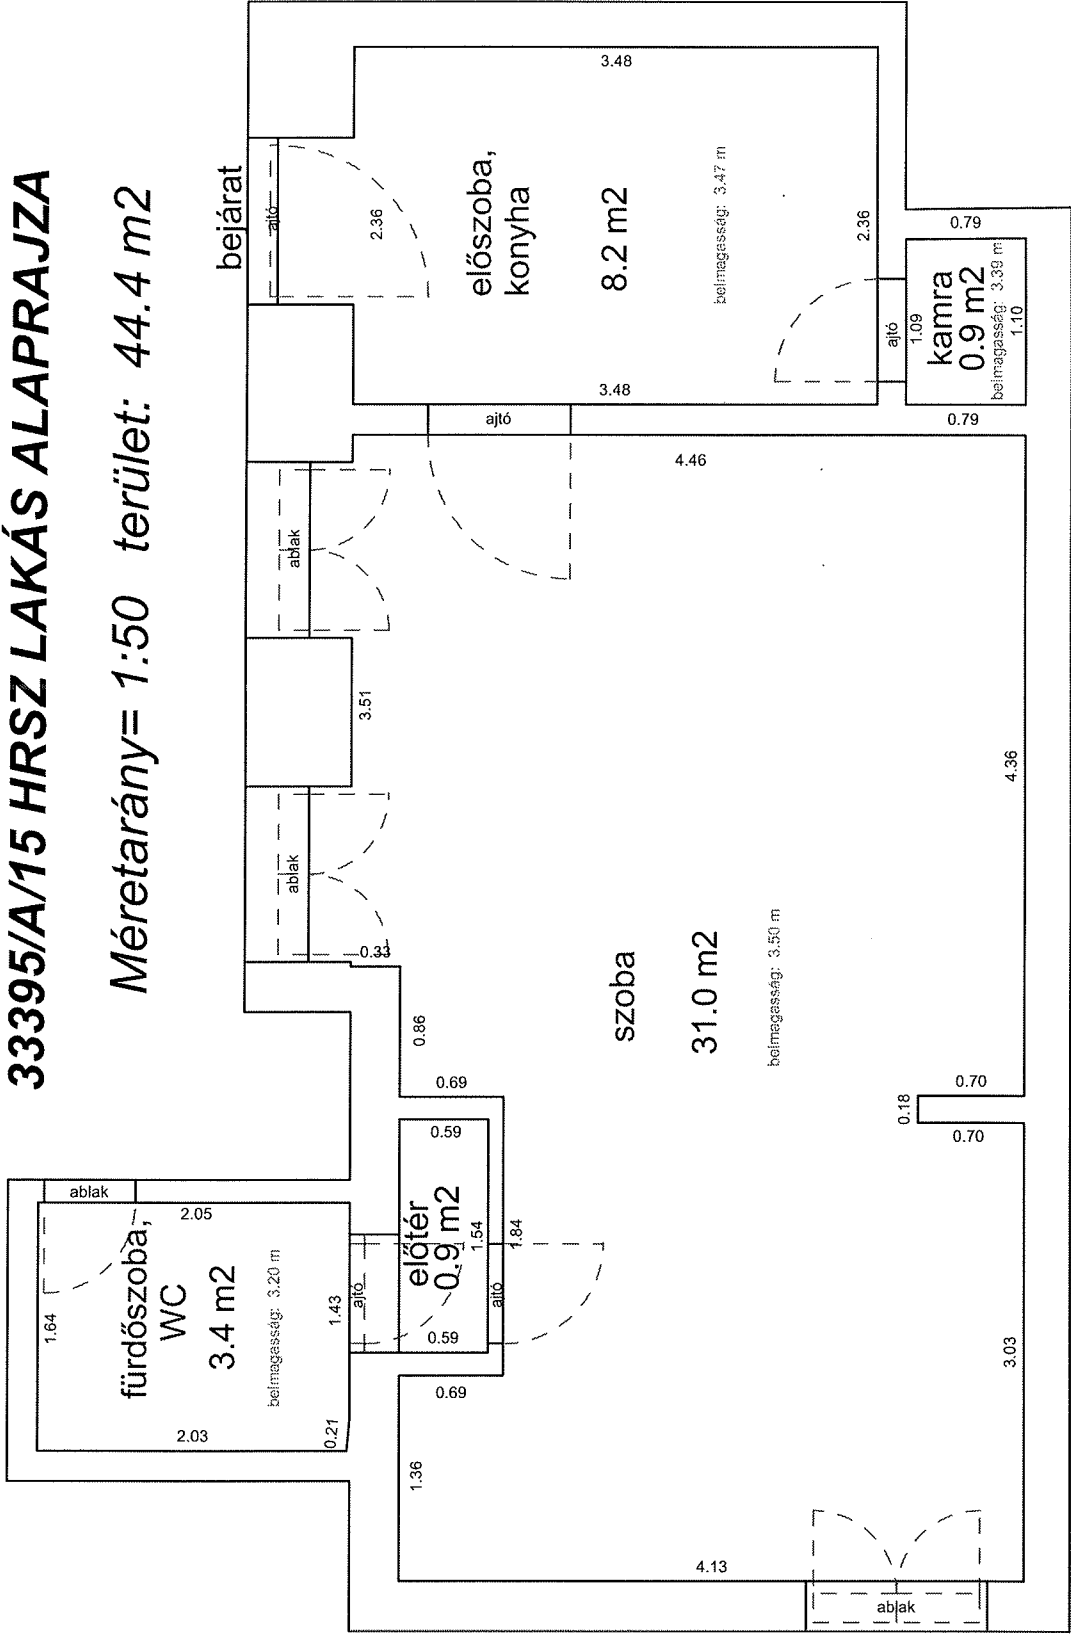 33395/A/15 HRSZ LAKÁS ALAPRAJZA
Méretarány= 1:50 terület: 44.4 m2
bejárat
ajtó
2.36
3.48
előszoba,
konyha
8.2 m2
belmagasság: 3.47 m
2.36
3.48
ajtó
0.79
1.09
kamra
0.9 m2
belmagasság: 3.39 m
1.10
0.79
ajtó
4.46
ablak
3.51
ablak
0.33
0.86
0.69
szoba
31.0 m2
belmagasság: 3.50 m
4.36
0.70
0.18
0.70
3.03
ablak
2.05
1.64
fürdőszoba,
WC
3.4 m2
belmagasság: 3.20 m
1.43
2.03
0.21
ajtó
0.59
előtér
0.9 m2
1.54
0.59
1.84
ajtó
0.69
1.36
4.13
ablak